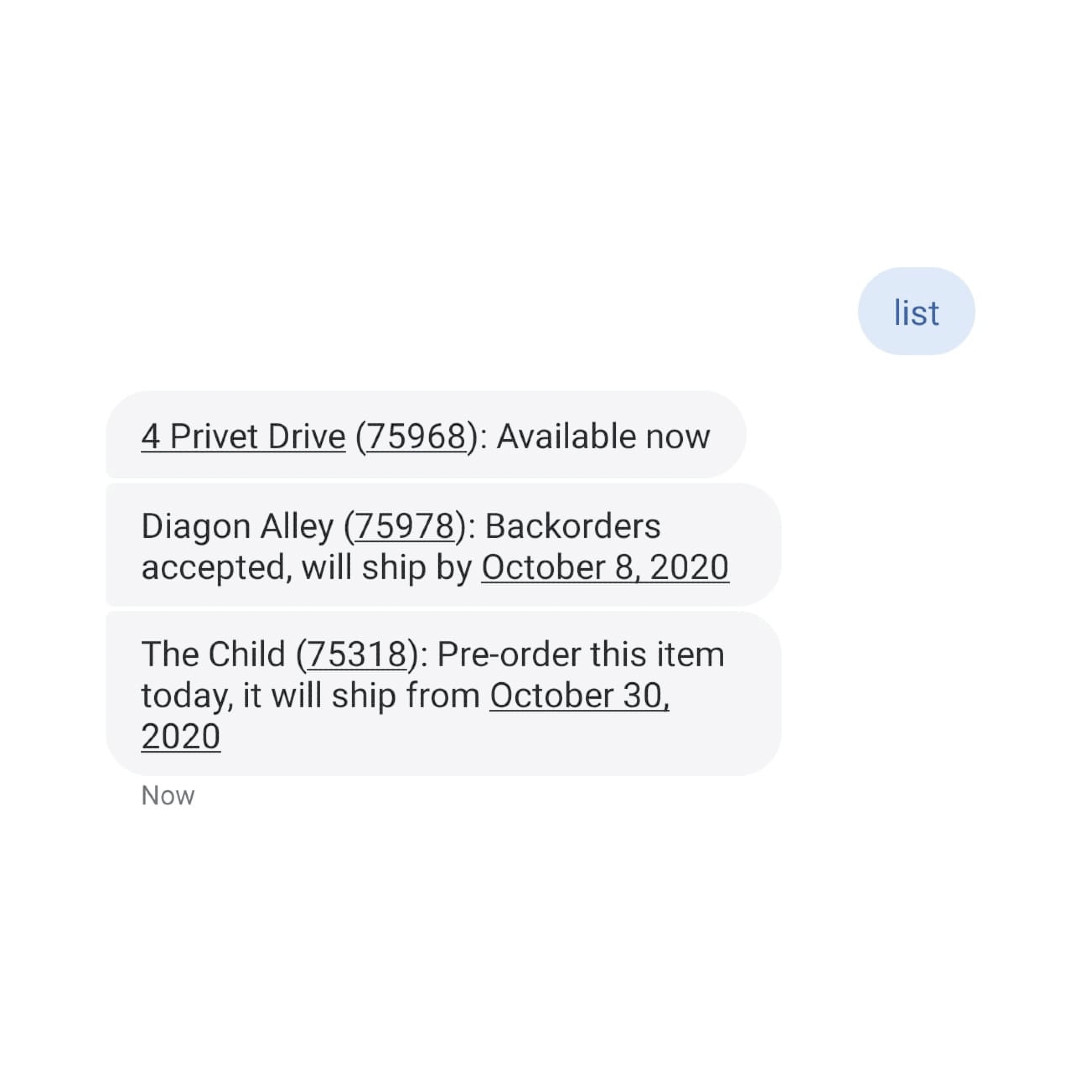 list
4 Privet Drive (75968): Available now
Diagon Alley (75978): Backorders
accepted, will ship by October 8, 2020
The Child (75318): Pre-order this item
today, it will ship from October 30,
2020
Now